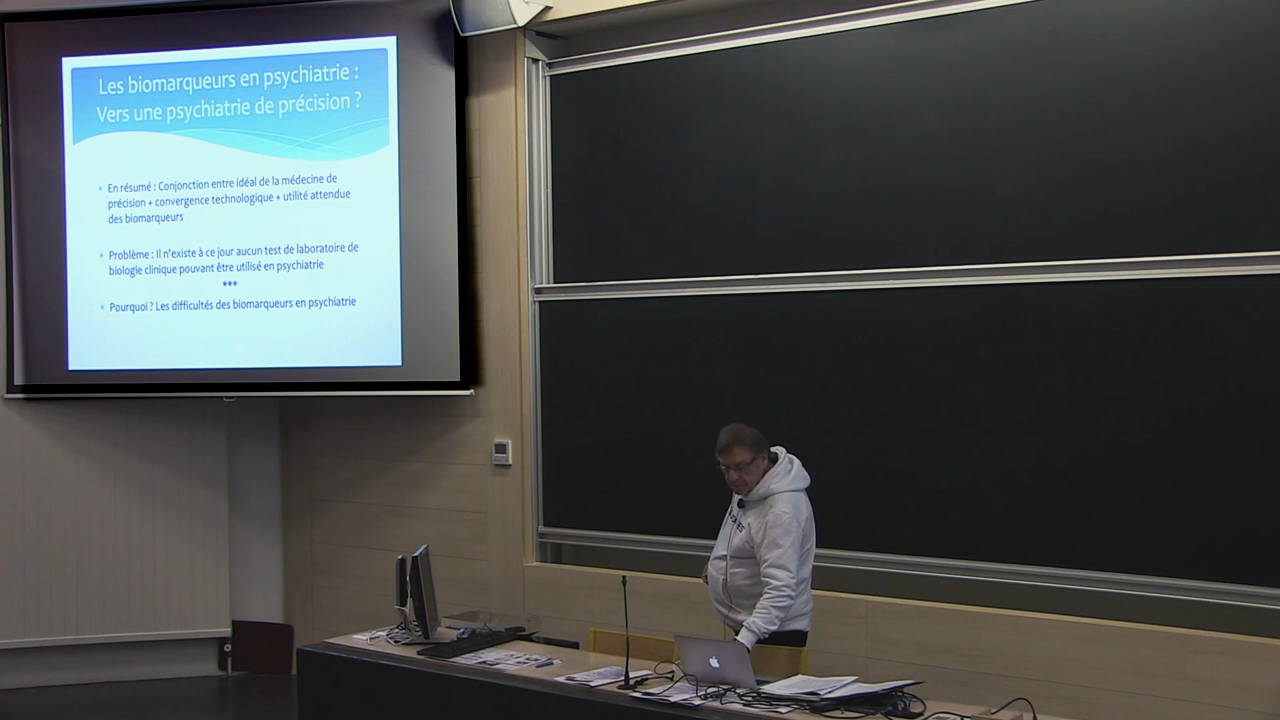 Les biomarqueurs en psychiatrie :
Vers une psychiatrie de précision ?
• En résumé : Conjonction entre idéal de la médecine de
précision + convergence technologique + utilité attendue
des biomarqueurs
• Problème : Il n'existe à ce jour aucun test de laboratoire de
biologie clinique pouvant être utilisé en psychiatrie
***
• Pourquoi ? Les difficultés des biomarqueurs en psychiatrie